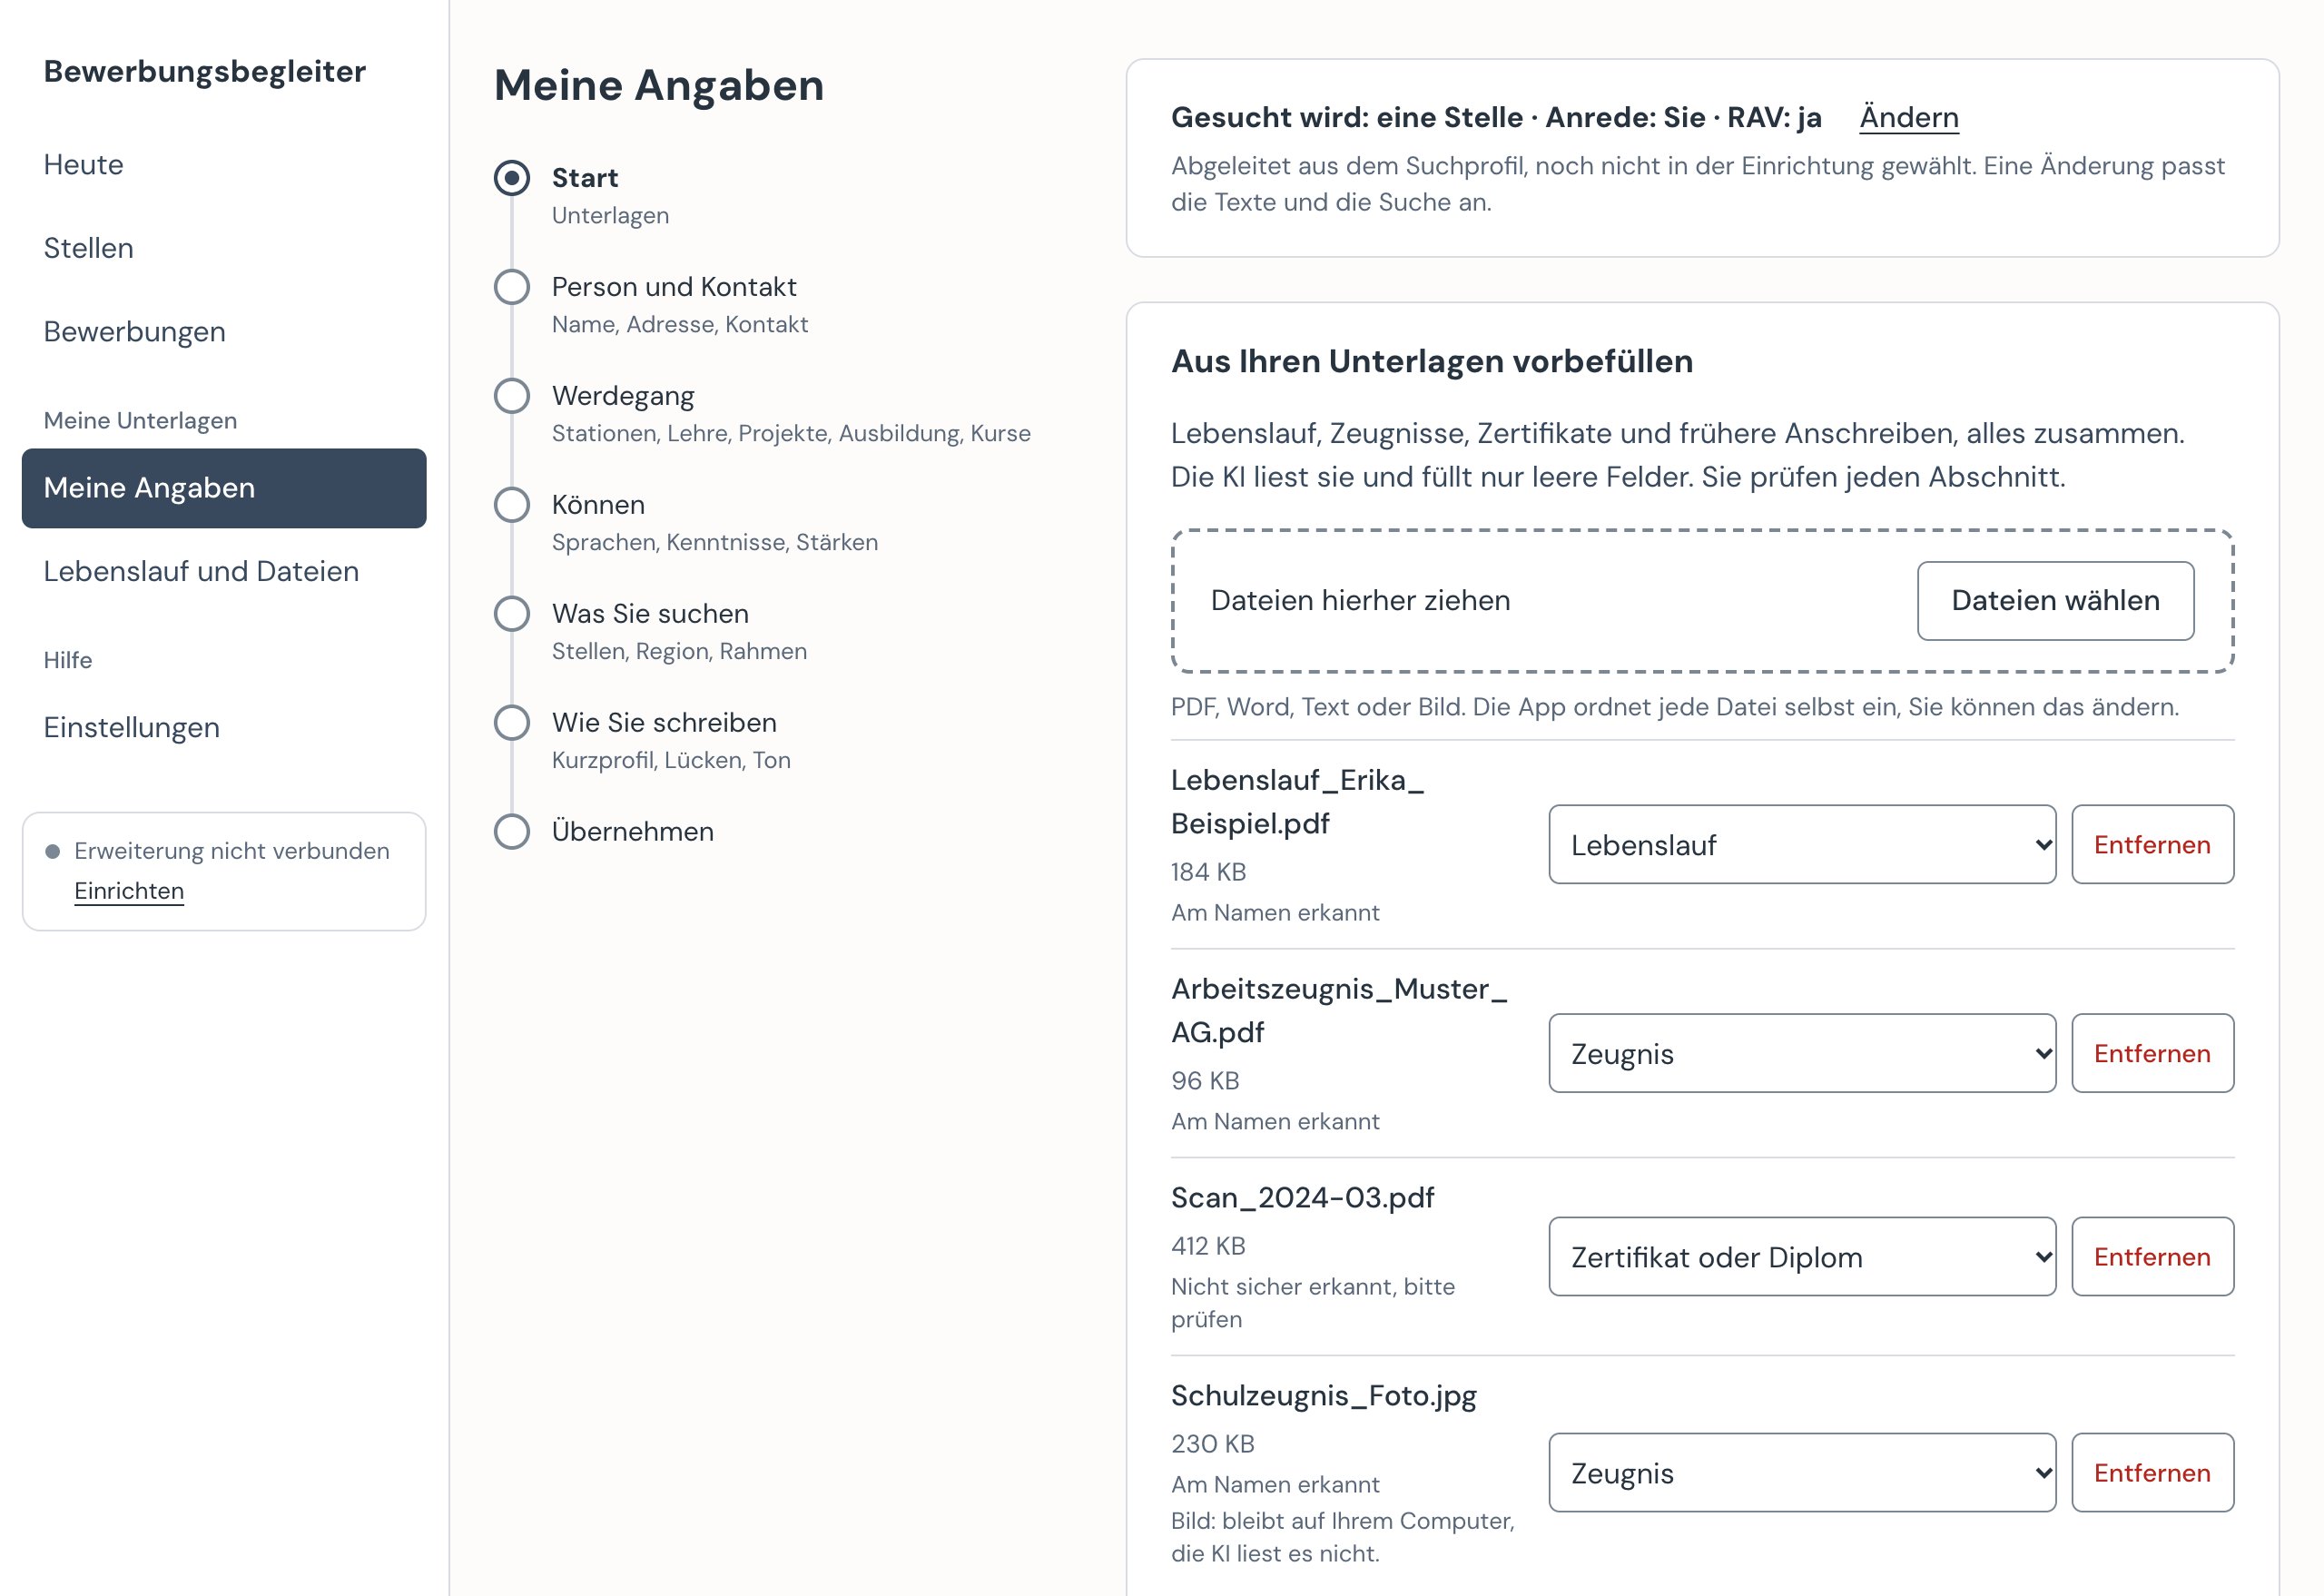 Bewerbungsbegleiter
Heute
Stellen
Bewerbungen
Meine Unterlagen
Meine Angaben
Lebenslauf und Dateien
Hilfe
Einstellungen
Erweiterung nicht verbunden
Einrichten
Meine Angaben
Start
Unterlagen
Person und Kontakt
Name, Adresse, Kontakt
Werdegang
Stationen, Lehre, Projekte, Ausbildung, Kurse
Können
Sprachen, Kenntnisse, Stärken
Was Sie suchen
Stellen, Region, Rahmen
Wie Sie schreiben
Kurzprofil, Lücken, Ton
Übernehmen
Gesucht wird: eine Stelle · Anrede: Sie · RAV: ja Ändern
Abgeleitet aus dem Suchprofil, noch nicht in der Einrichtung gewählt. Eine Änderung passt
die Texte und die Suche an.
Aus Ihren Unterlagen vorbefüllen
Lebenslauf, Zeugnisse, Zertifikate und frühere Anschreiben, alles zusammen.
Die KI liest sie und füllt nur leere Felder. Sie prüfen jeden Abschnitt.
Dateien hierher ziehen
Dateien wählen
PDF, Word, Text oder Bild. Die App ordnet jede Datei selbst ein, Sie können das ändern.
Lebenslauf_Erika_
Beispiel.pdf
184 KB
Am Namen erkannt
Lebenslauf
Entfernen
Arbeitszeugnis_Muster_
AG.pdf
96 KB
Am Namen erkannt
Zeugnis
Entfernen
Scan_2024-03.pdf
412 KB
Nicht sicher erkannt, bitte
prüfen
Zertifikat oder Diplom
Entfernen
Schulzeugnis_Foto.jpg
230 KB
Am Namen erkannt
Bild: bleibt auf Ihrem Computer,
die KI liest es nicht.
Zeugnis
Entfernen